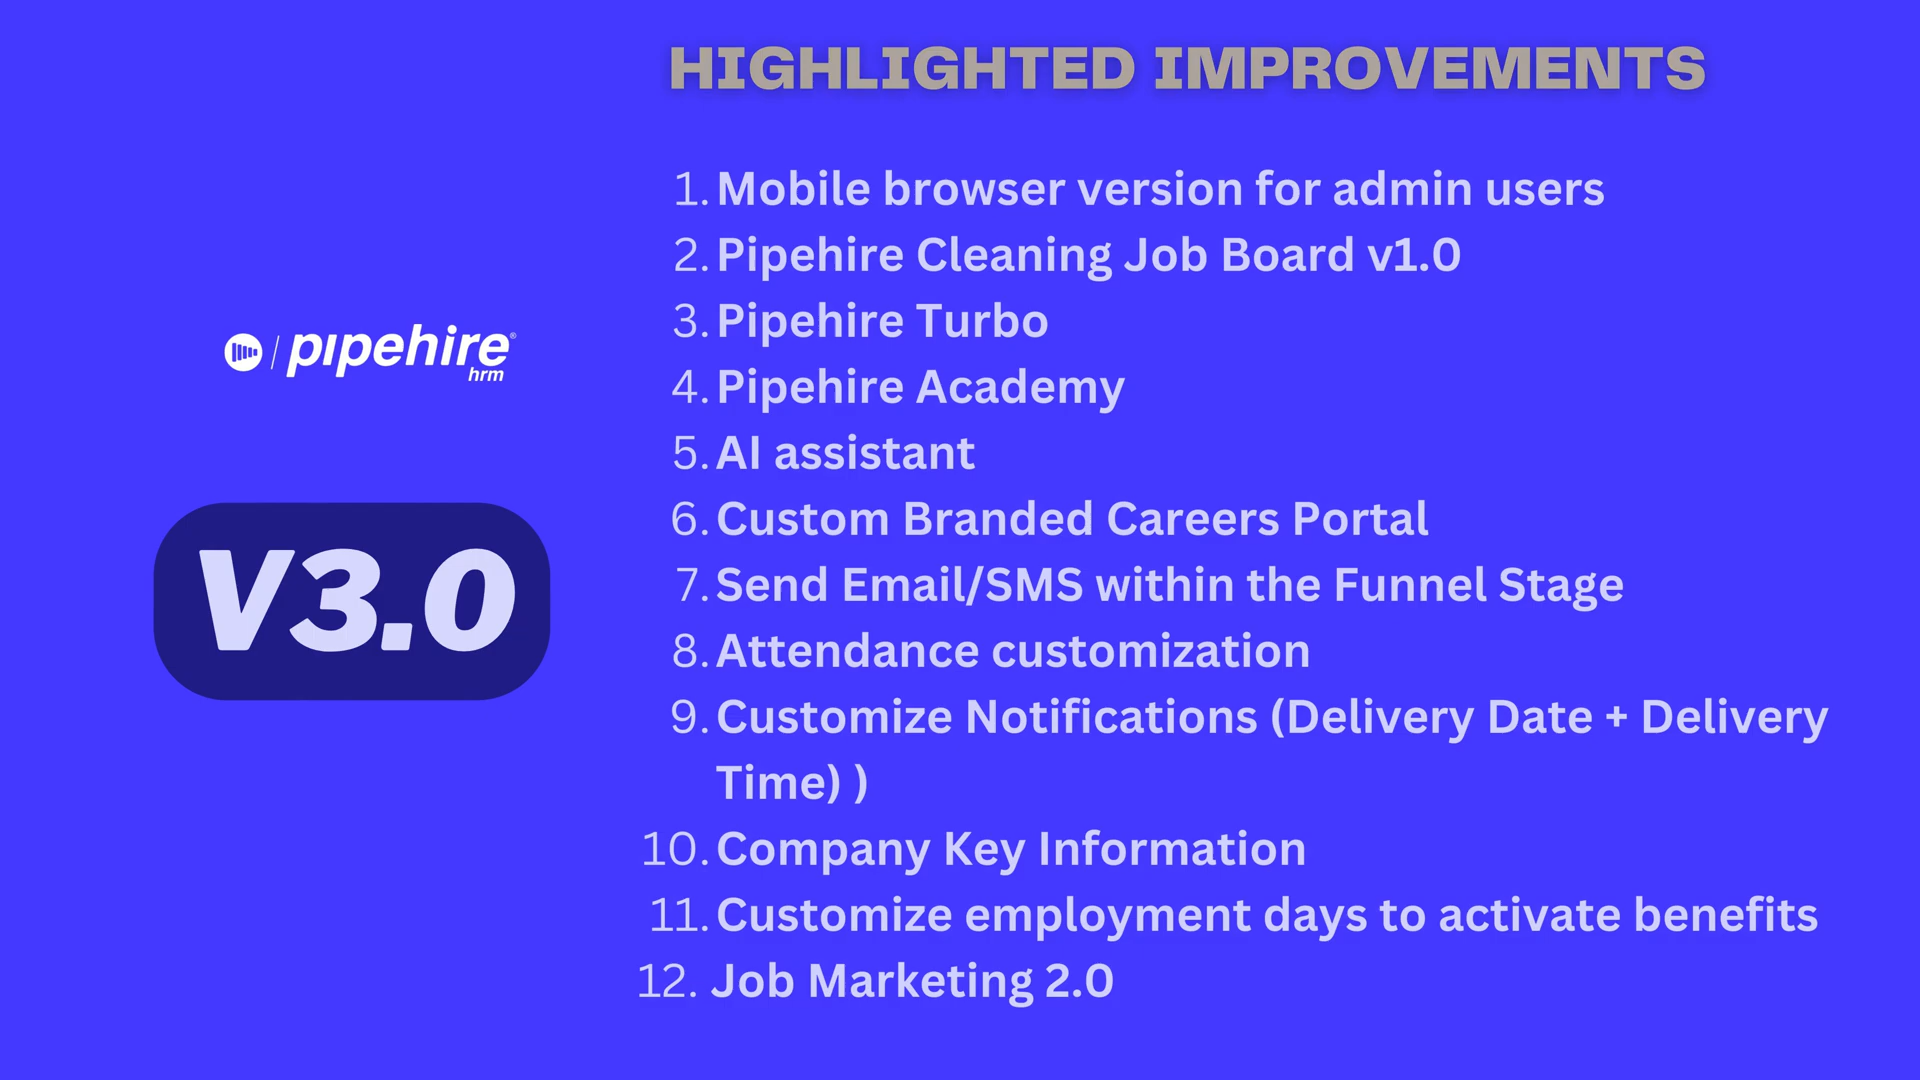 HIGHLIGHTED IMPROVEMENTS
1. Mobile browser version for admin users
2. Pipehire Cleaning Job Board v1.0
3. Pipehire Turbo
4. Pipehire Academy
5. AI assistant
6. Custom Branded Careers Portal
7. Send Email/SMS within the Funnel Stage
8. Attendance customization
9. Customize Notifications (Delivery Date + Delivery
Time) )
10. Company Key Information
11. Customize employment days to activate benefits
12. Job Marketing 2.0
pipehire®
hrm
V3.0